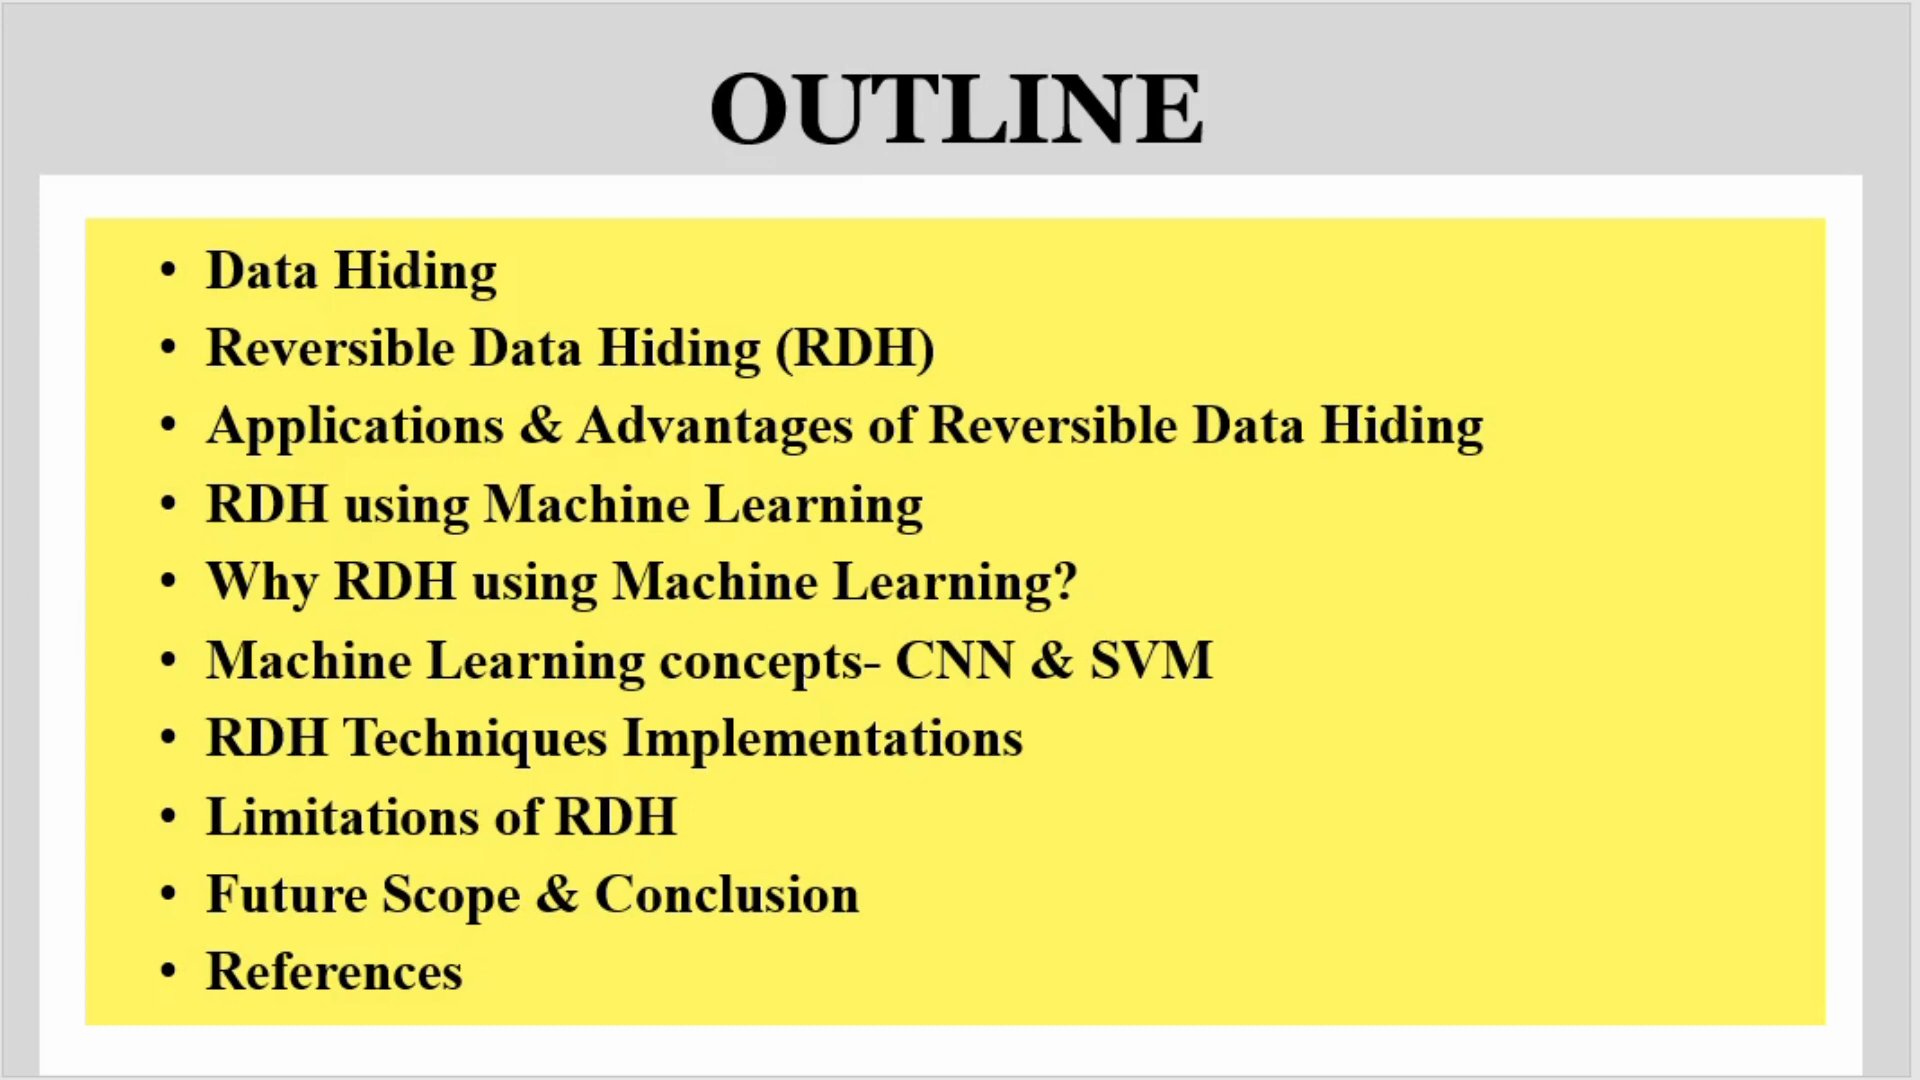 OUTLINE
• Data Hiding
• Reversible Data Hiding (RDH)
• Applications & Advantages of Reversible Data Hiding
• RDH using Machine Learning
• Why RDH using Machine Learning?
• Machine Learning concepts- CNN & SVM
• RDH Techniques Implementations
• Limitations of RDH
• Future Scope & Conclusion
• References